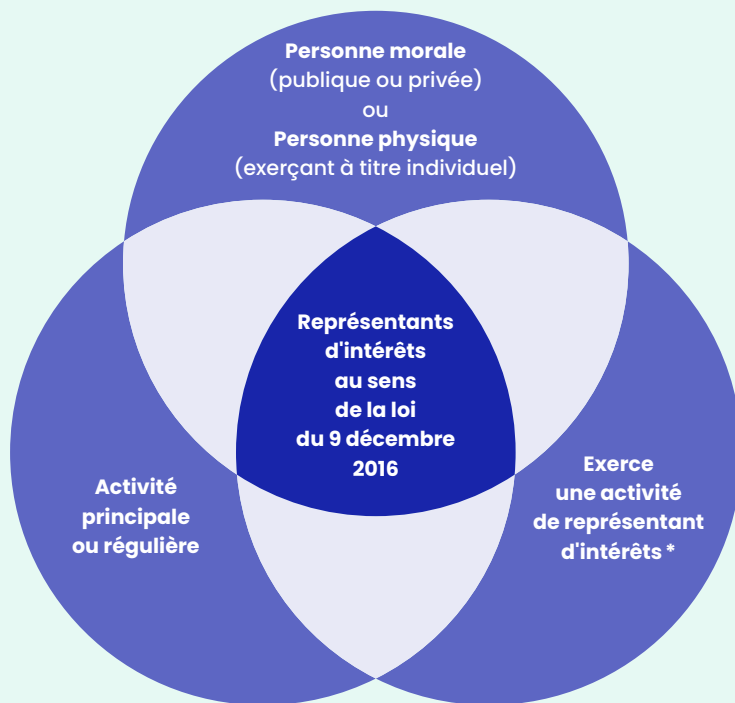 Personne morale
(publique ou privée)
ou
Personne physique
(exerçant à titre individuel)
Représentants
d'intérêts
au sens
de la loi
du 9 décembre
2016
Activité
principale
ou régulière
Exerce
une activité
de représentant
d'intérêts *